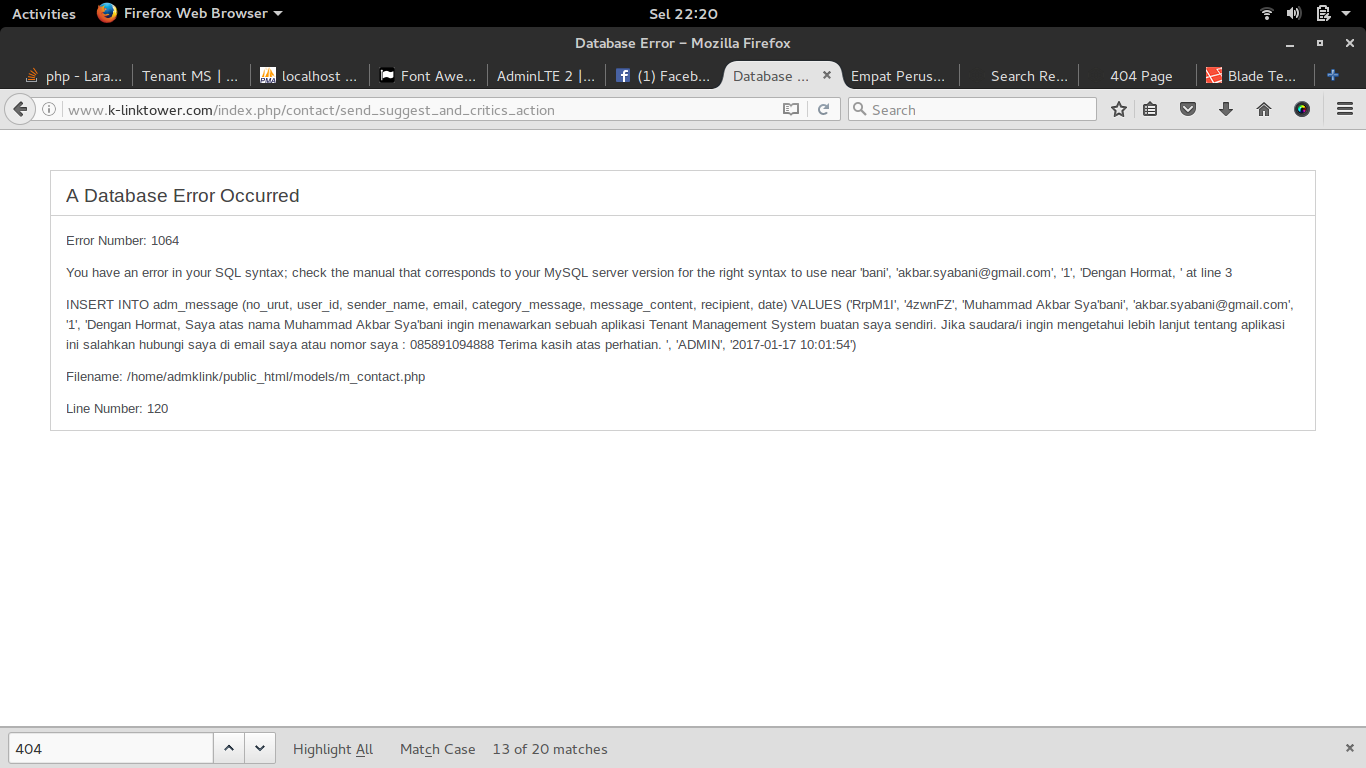 Activities Firefox Web Browser Sel 22:20
Database Error – Mozilla Firefox
php - Lara... Tenant MS | ... localhost ... Font Awe... AdminLTE 2 |... (1) Faceb... Database ... Empat Perus... Search Re... 404 Page Blade Te...
www.k-linktower.com/index.php/contact/send_suggest_and_critics_action Search
A Database Error Occurred
Error Number: 1064
You have an error in your SQL syntax; check the manual that corresponds to your MySQL server version for the right syntax to use near 'bani', 'akbar.syabani@gmail.com', '1', 'Dengan Hormat, ' at line 3
INSERT INTO adm_message (no_urut, user_id, sender_name, email, category_message, message_content, recipient, date) VALUES ('RrpM1I', '4zwnFZ', 'Muhammad Akbar Sya'bani', 'akbar.syabani@gmail.com',
'1', 'Dengan Hormat, Saya atas nama Muhammad Akbar Sya'bani ingin menawarkan sebuah aplikasi Tenant Management System buatan saya sendiri. Jika saudara/i ingin mengetahui lebih lanjut tentang aplikasi
ini salahkan hubungi saya di email saya atau nomor saya : 085891094888 Terima kasih atas perhatian. ', 'ADMIN', '2017-01-17 10:01:54')
Filename: /home/admklink/public_html/models/m_contact.php
Line Number: 120
404 Highlight All Match Case 13 of 20 matches